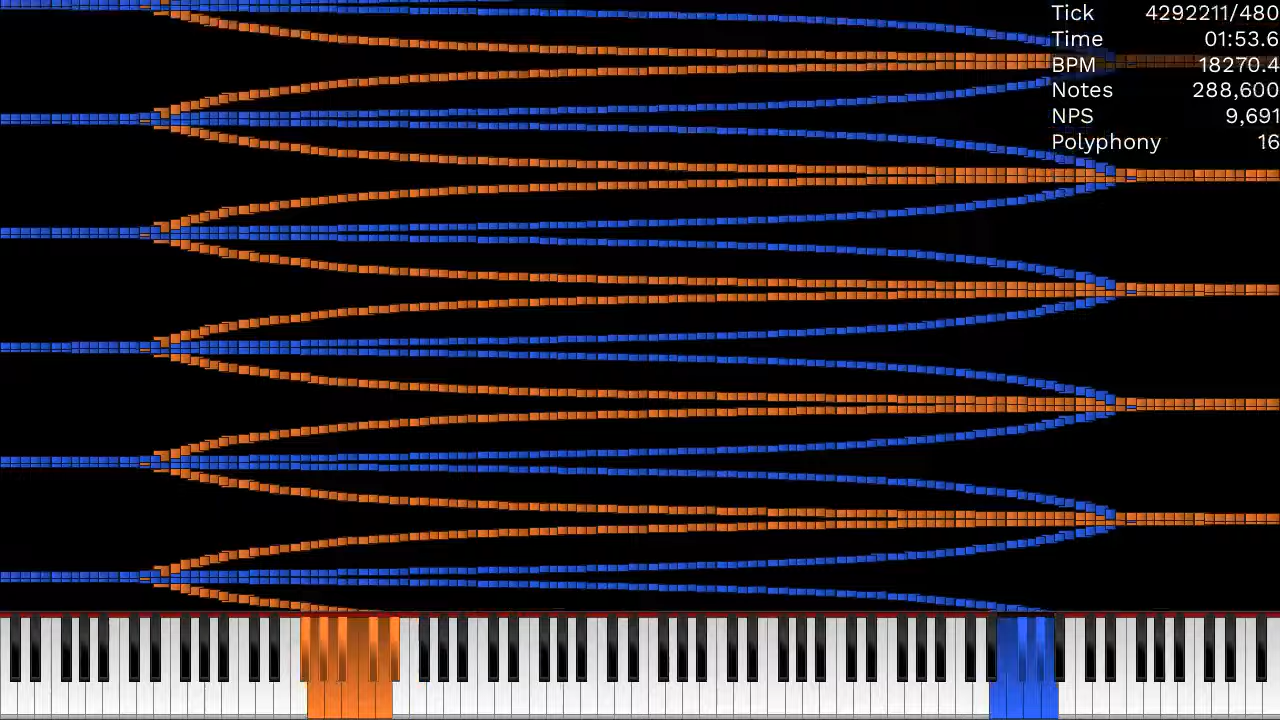 Tick 4292211/480
Time 01:53.6
BPM 18270.4
Notes 288,600
NPS 9,691
Polyphony 16